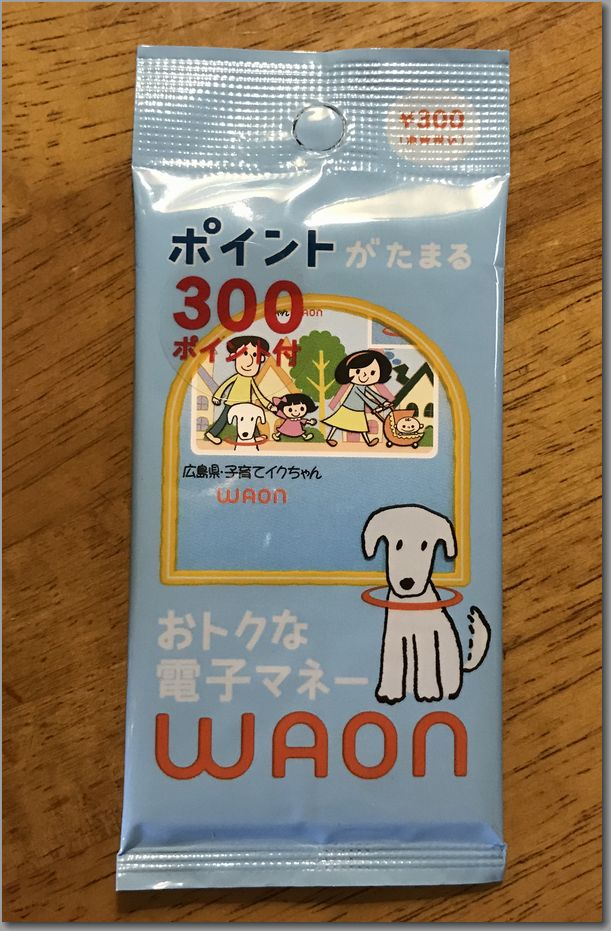 ¥300
ポイントがたまる
300
ポイント付
ゃん WAON
広島県・子育てイクちゃん
WAON
おトクな
電子マネー
WAON